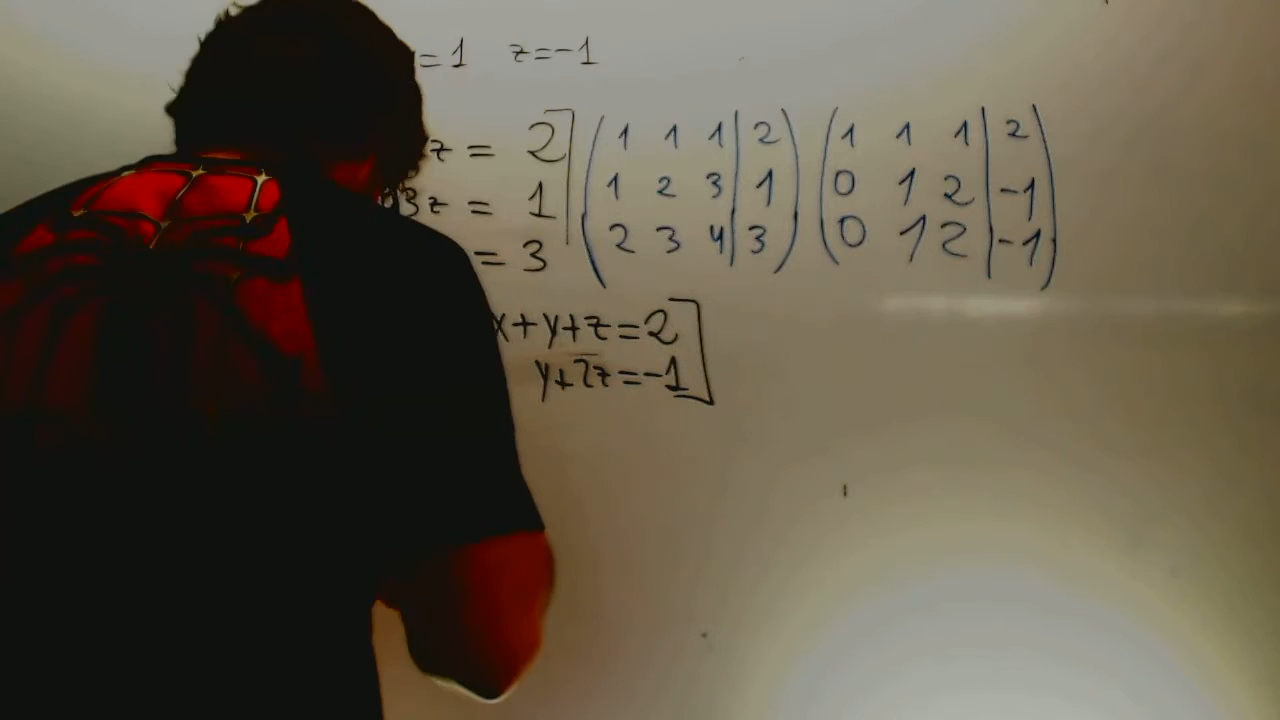 =1 z=-1
z = 2] (1 1 1 | 2) (1 1 1 | 2)
3z = 1 (1 2 3 | 1) (0 1 2 | -1)
= 3 (2 3 4 | 3) (0 1 2 | -1)
x+y+z=2
y+2z=-1